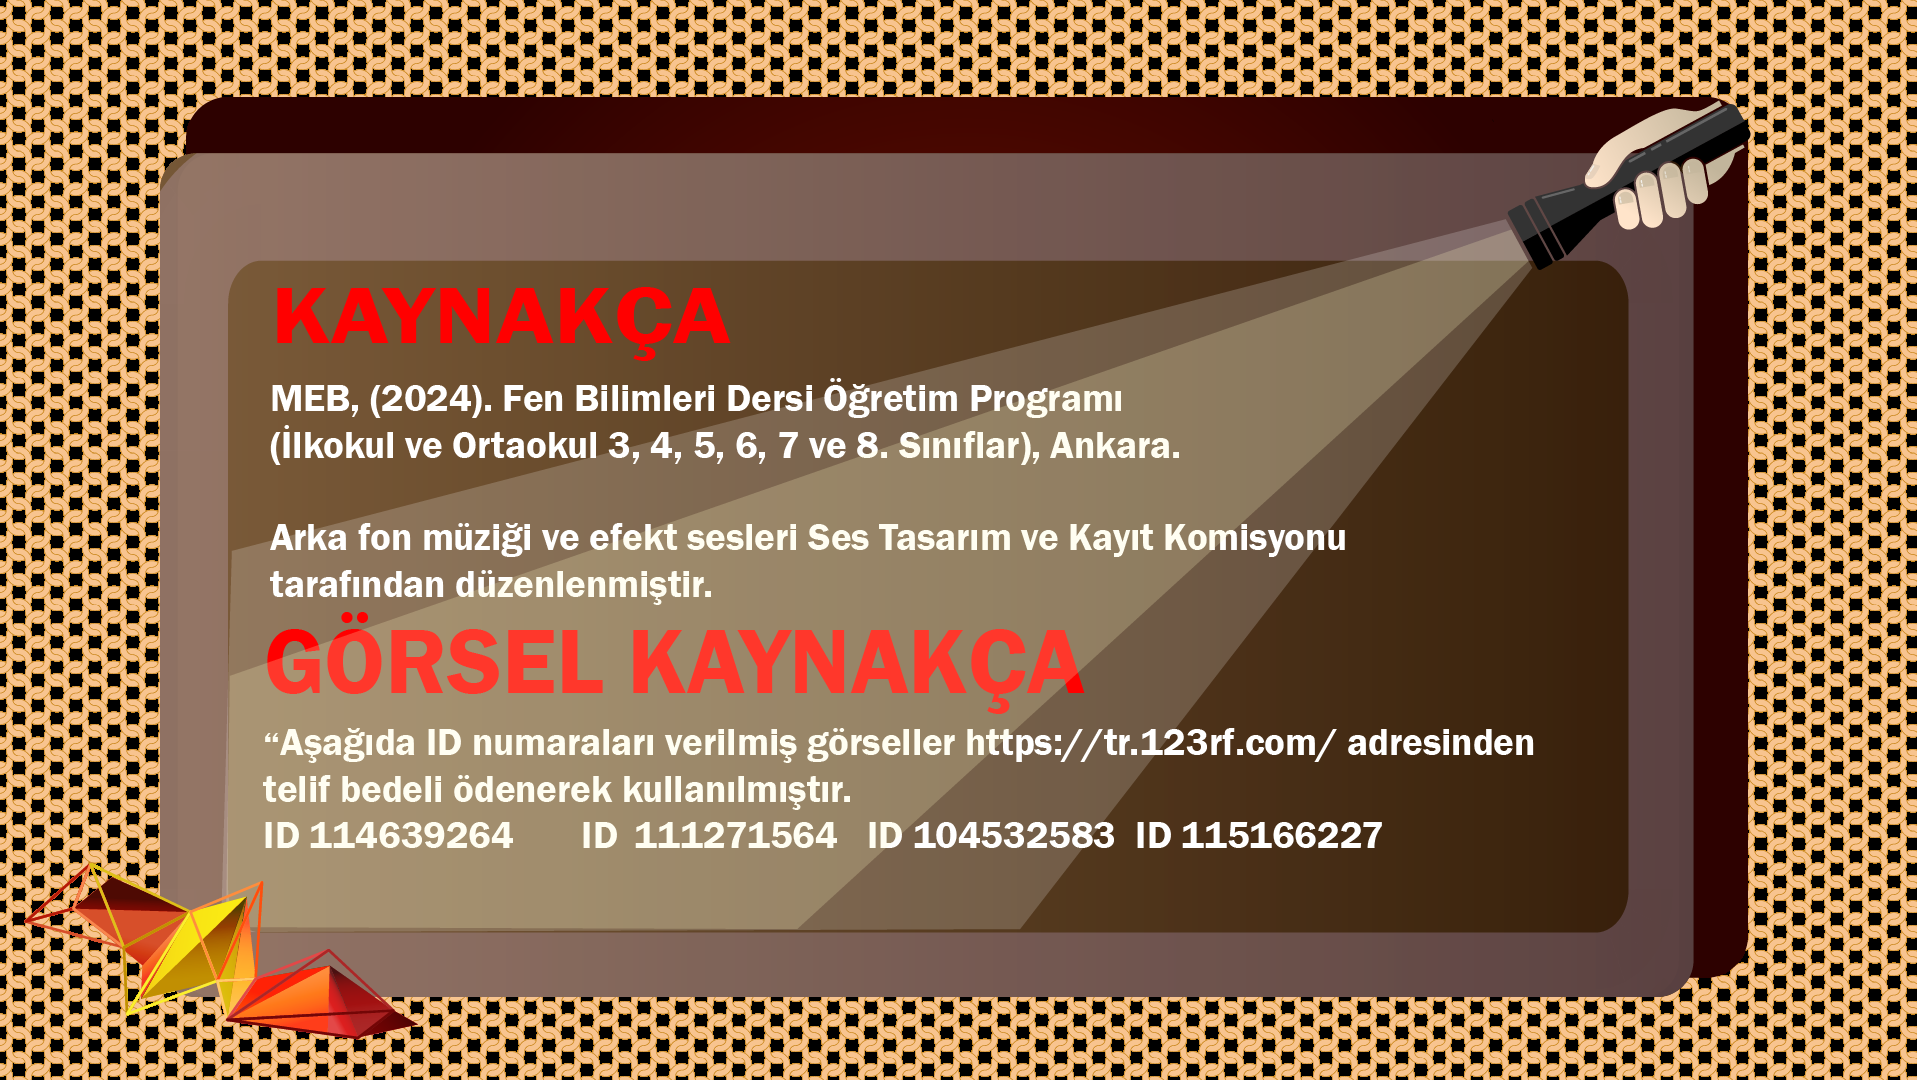 KAYNAKÇA
MEB, (2024). Fen Bilimleri Dersi Öğretim Programı
(İlkokul ve Ortaokul 3, 4, 5, 6, 7 ve 8. Sınıflar), Ankara.
Arka fon müziği ve efekt sesleri Ses Tasarım ve Kayıt Komisyonu
tarafından düzenlenmiştir.
GÖRSEL KAYNAKÇA
“Aşağıda ID numaraları verilmiş görseller https://tr.123rf.com/ adresinden
telif bedeli ödenerek kullanılmıştır.
ID 114639264 ID 111271564 ID 104532583 ID 115166227